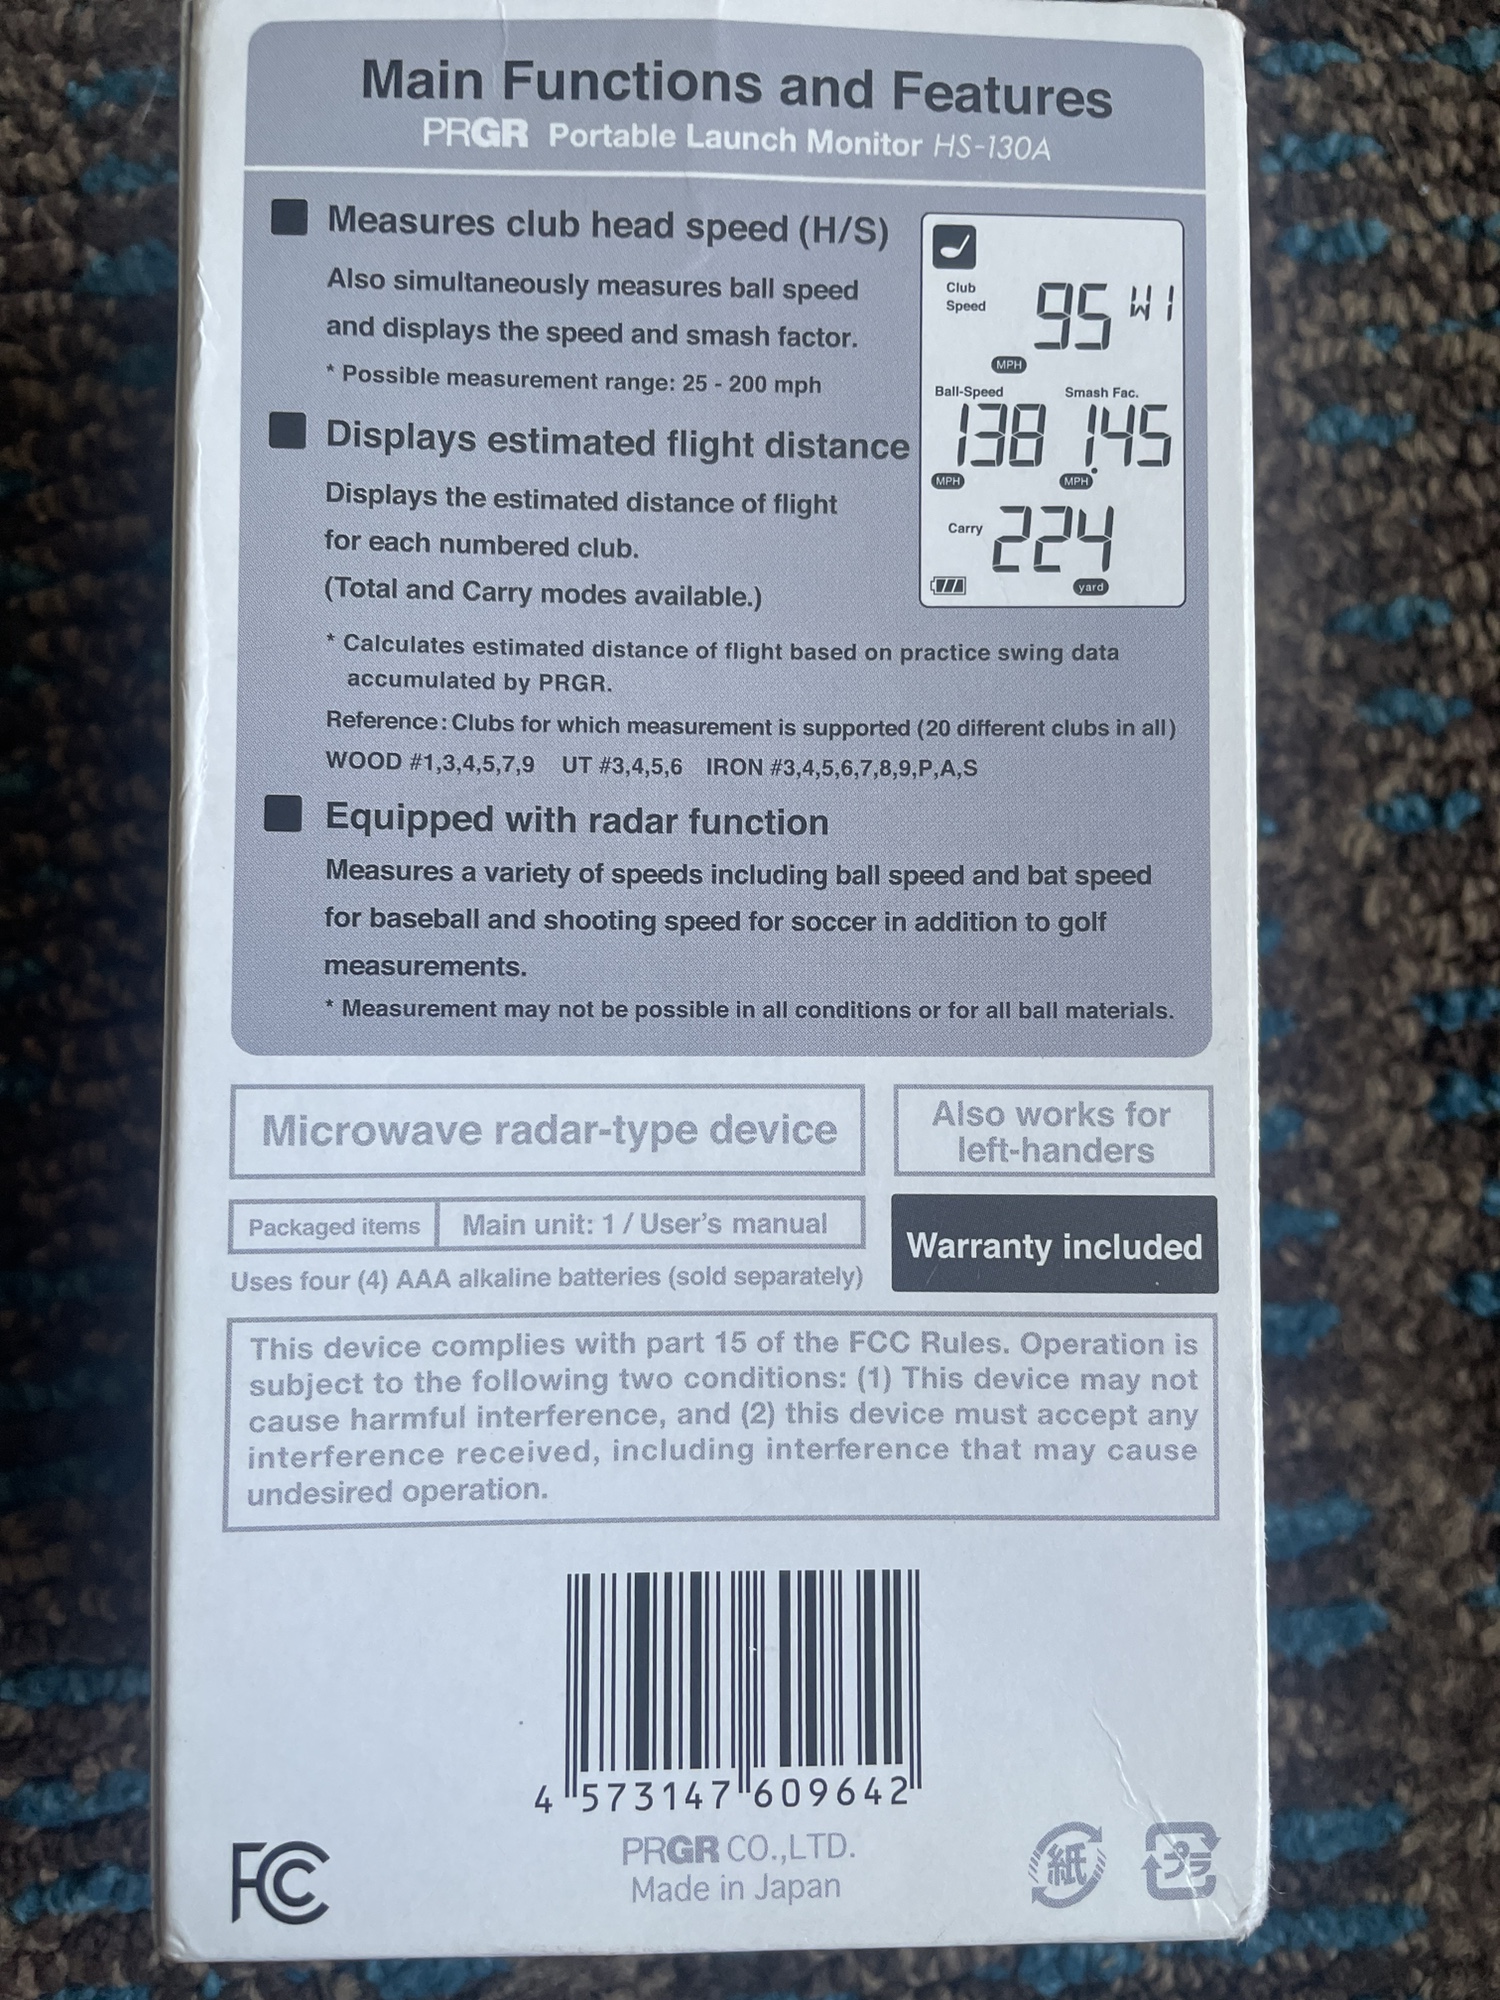 Main Functions and Features
PRGR Portable Launch Monitor HS-130A
Measures club head speed (H/S)
Also simultaneously measures ball speed
and displays the speed and smash factor.
* Possible measurement range: 25 - 200 mph
Club
Speed
95 W1
MPH
Ball-Speed Smash Fac.
138 1.45
MPH MPH
Carry 224
yard
Displays estimated flight distance
Displays the estimated distance of flight
for each numbered club.
(Total and Carry modes available.)
* Calculates estimated distance of flight based on practice swing data
accumulated by PRGR.
Reference: Clubs for which measurement is supported (20 different clubs in all)
WOOD #1,3,4,5,7,9 UT #3,4,5,6 IRON #3,4,5,6,7,8,9,P,A,S
Equipped with radar function
Measures a variety of speeds including ball speed and bat speed
for baseball and shooting speed for soccer in addition to golf
measurements.
* Measurement may not be possible in all conditions or for all ball materials.
Microwave radar-type device
Also works for
left-handers
Packaged items Main unit: 1 / User's manual
Warranty included
Uses four (4) AAA alkaline batteries (sold separately)
This device complies with part 15 of the FCC Rules. Operation is
subject to the following two conditions: (1) This device may not
cause harmful interference, and (2) this device must accept any
interference received, including interference that may cause
undesired operation.
4 573147 609642
FC
PRGR CO.,LTD.
Made in Japan
紙
プラ